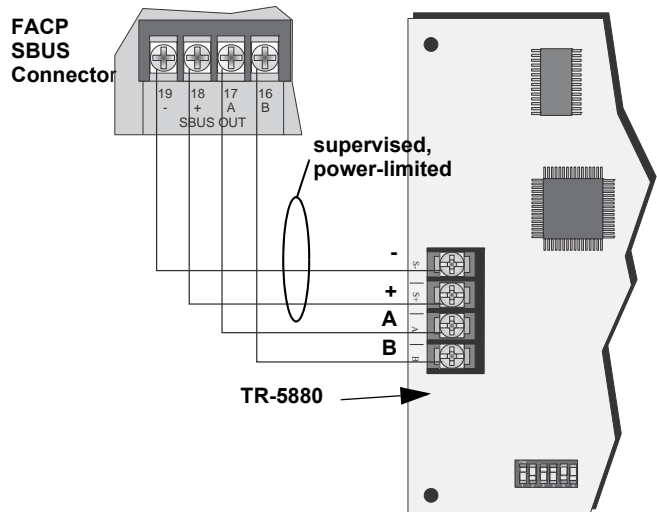 FACP
SBUS
Connector
19 18 17 16
- + A B
SBUS OUT
supervised,
power-limited
- S-
+ S+
A A
B B
TR-5880